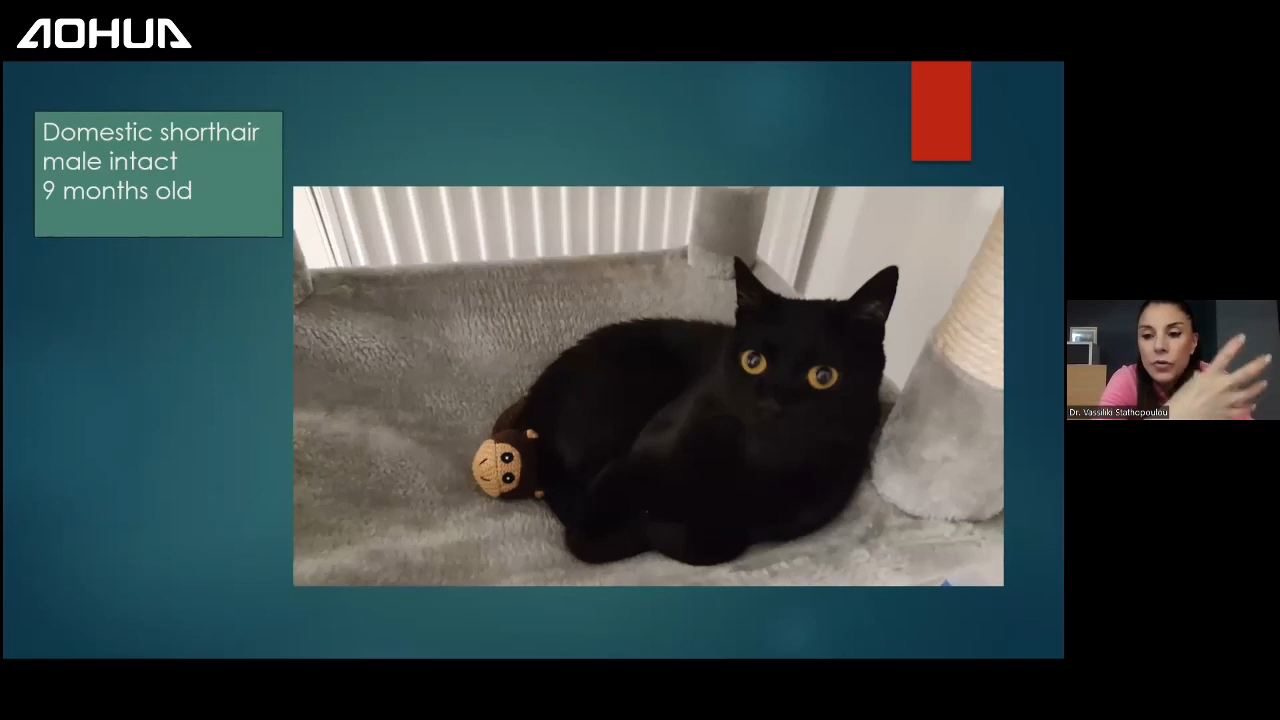 AOHUA
Domestic shorthair
male intact
9 months old
Dr. Vassiliki Stathopoulou